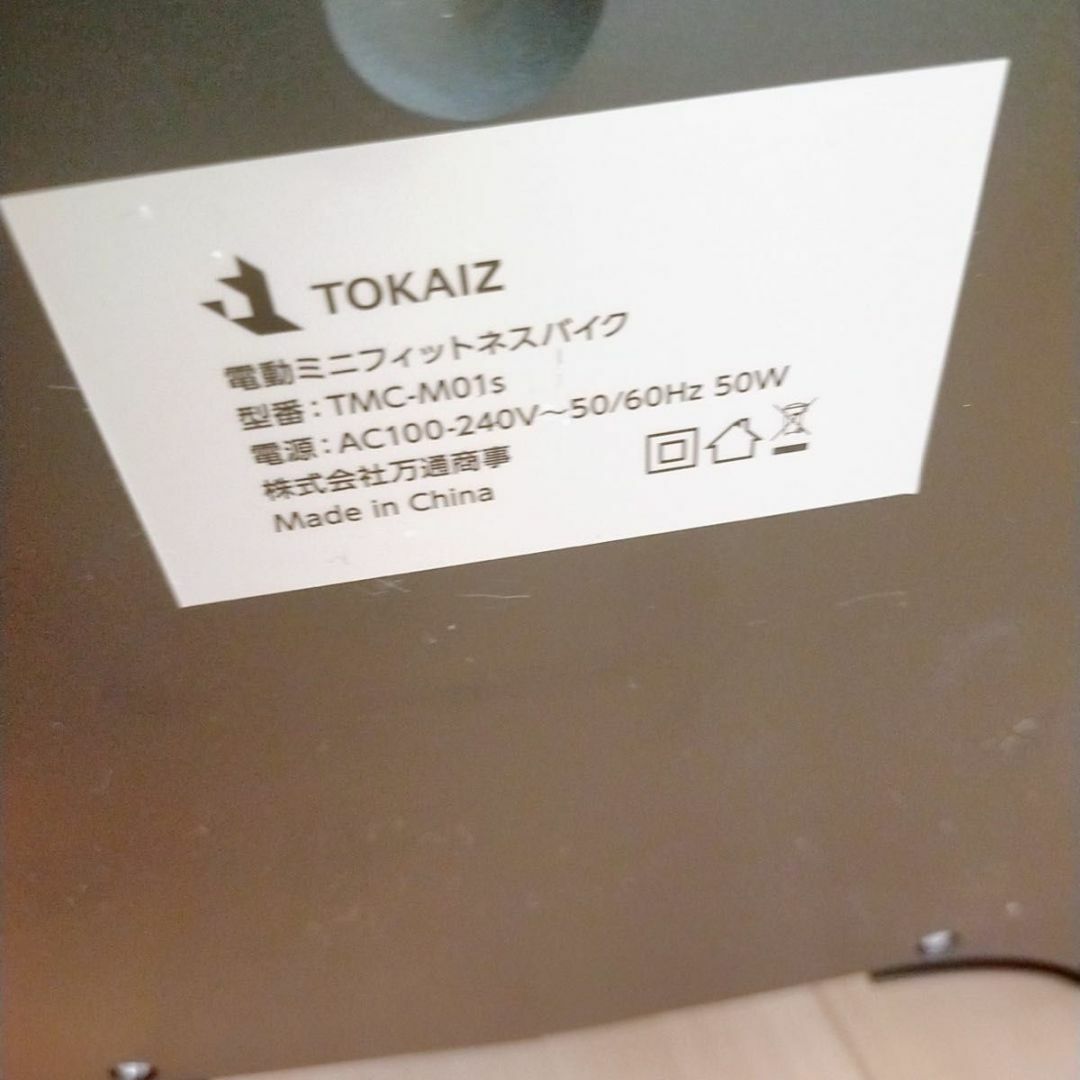 TOKAIZ
電動ミニフィットネスバイク
型番：TMC-M01s
電源：AC100-240V～50/60Hz 50W
株式会社万通商事
Made in China